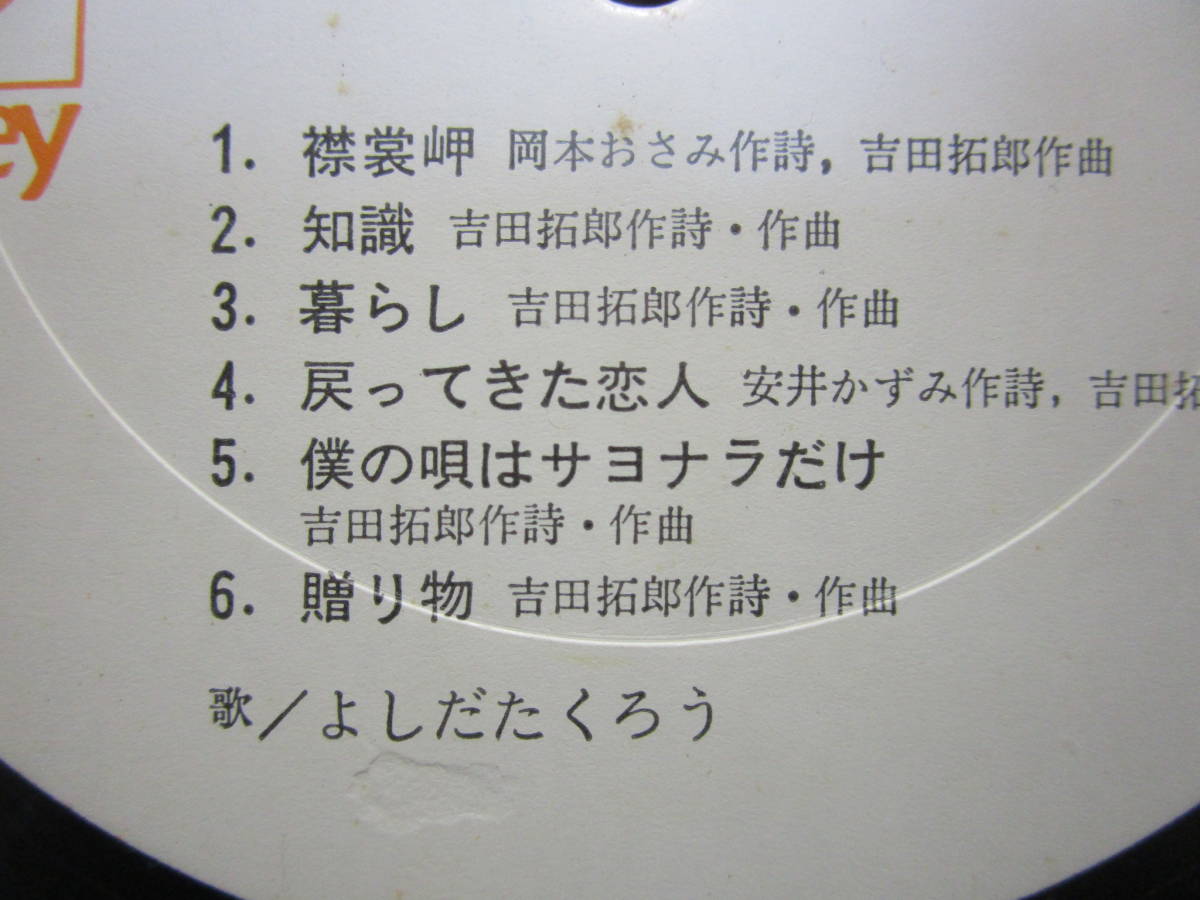 ey
1. 襟裳岬 岡本おさみ作詩, 吉田拓郎作曲
2. 知識 吉田拓郎作詩・作曲
3. 暮らし 吉田拓郎作詩・作曲
4. 戻ってきた恋人 安井かずみ作詩, 吉田拓
5. 僕の唄はサヨナラだけ
吉田拓郎作詩・作曲
6. 贈り物 吉田拓郎作詩・作曲
歌/よしだたくろう